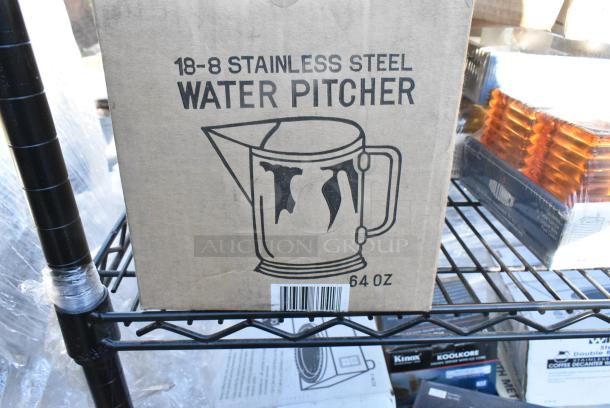 18-8 STAINLESS STEEL
WATER PITCHER
AUCTION GROUP
64 OZ
Kinox
KOOLKORE
COFFEE DECANTER